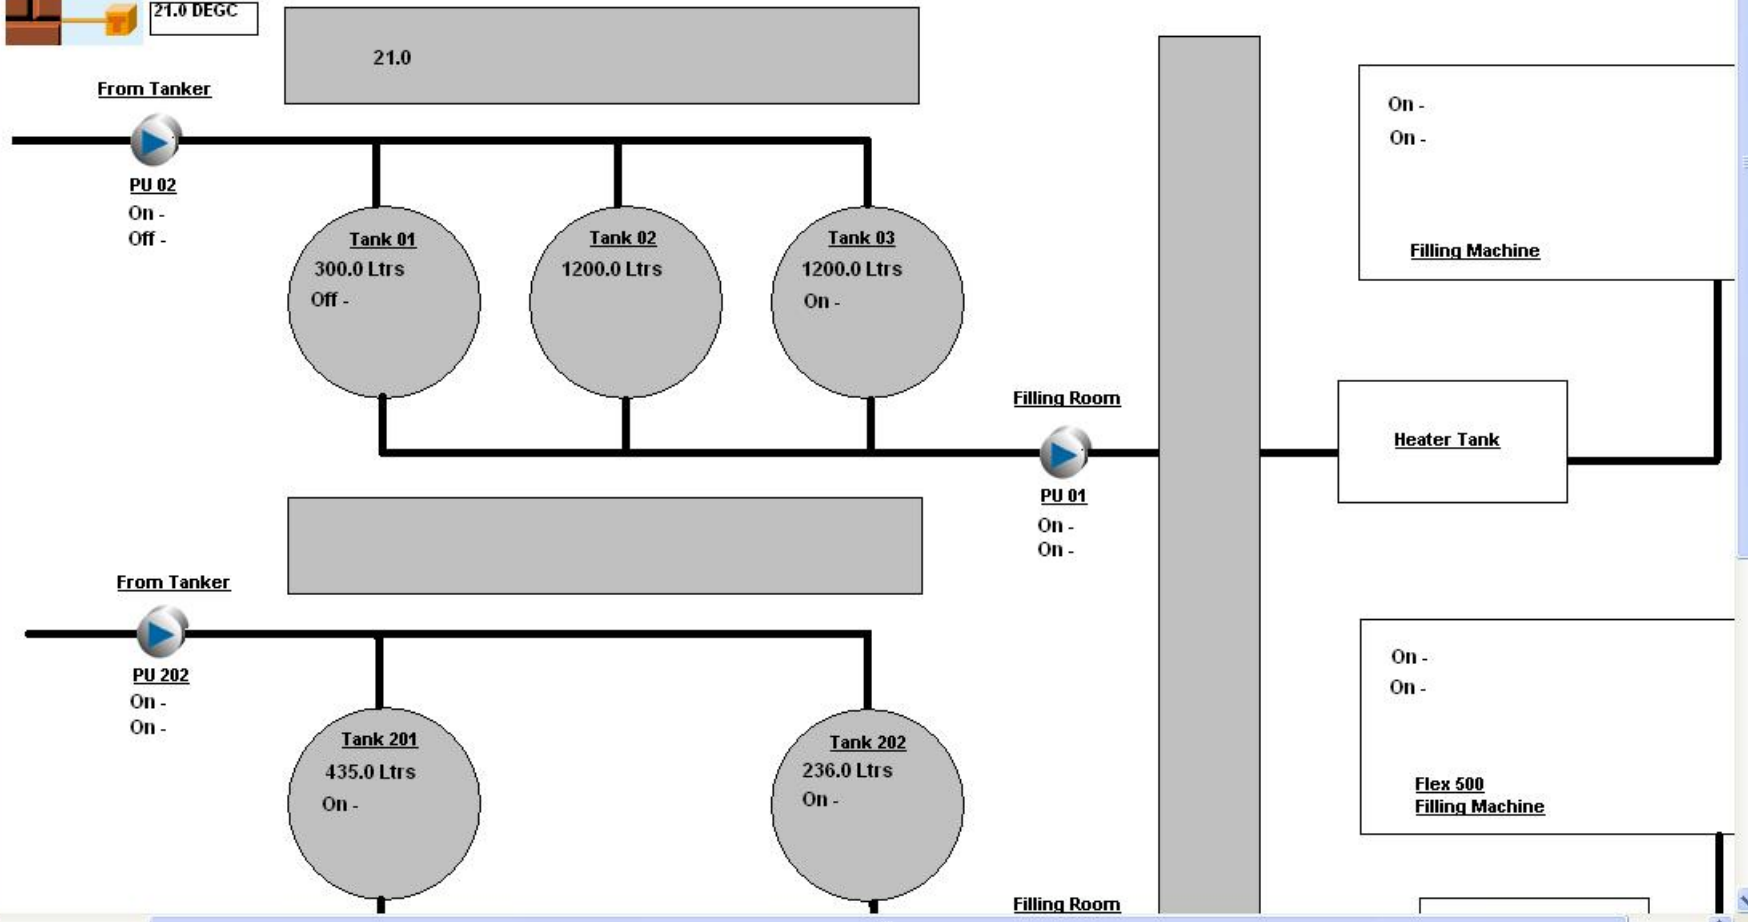 21.0 DEGC
21.0
From Tanker
PU 02
On -
Off -
Tank 01
300.0 Ltrs
Off -
Tank 02
1200.0 Ltrs
Tank 03
1200.0 Ltrs
On -
On -
On -
Filling Machine
Filling Room
PU 01
On -
On -
Heater Tank
From Tanker
PU 202
On -
On -
Tank 201
435.0 Ltrs
On -
Tank 202
236.0 Ltrs
On -
On -
On -
Flex 500
Filling Machine
Filling Room